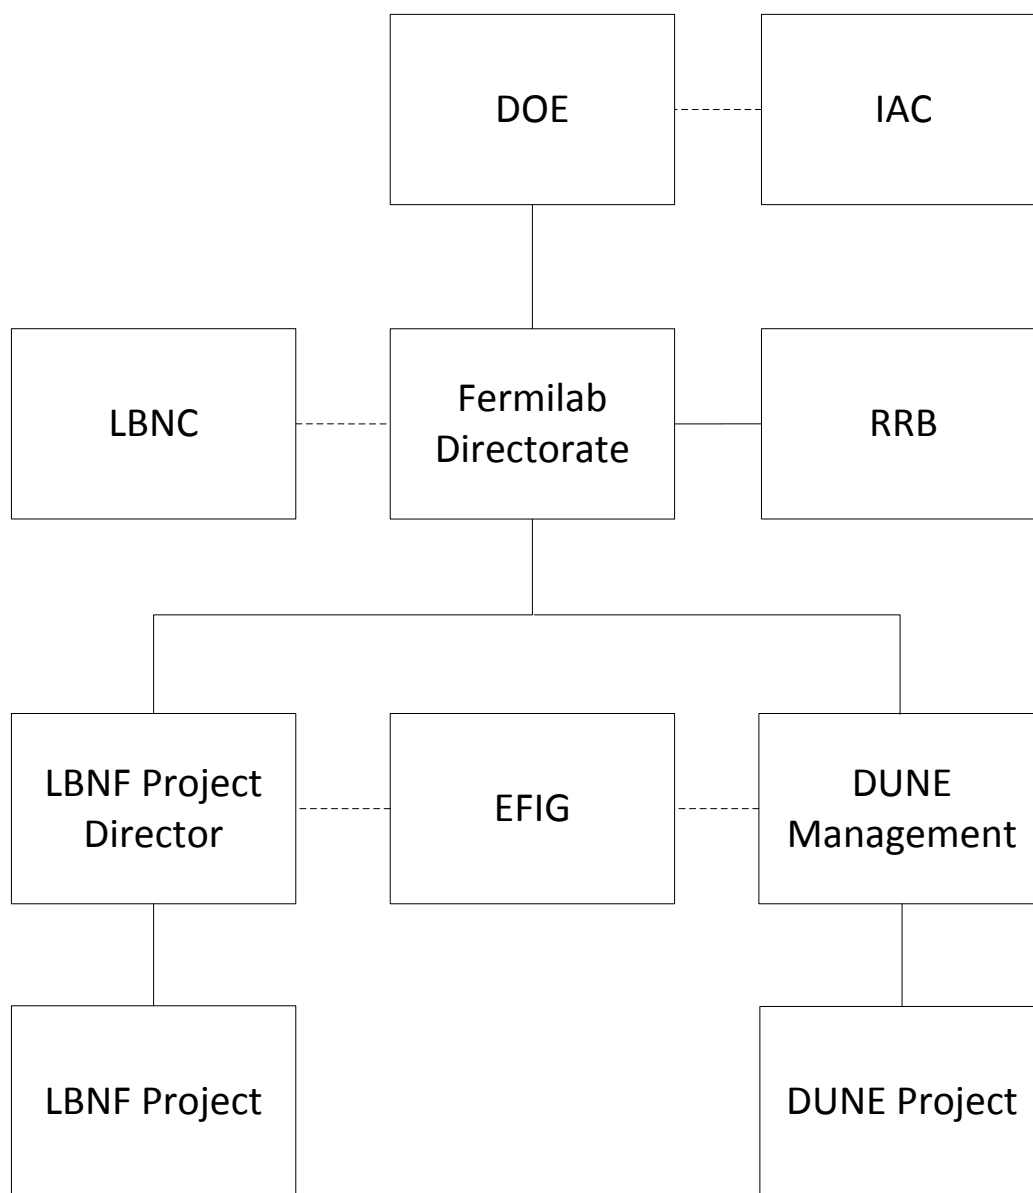 DOE
IAC
LBNC
Fermilab
Directorate
RRB
LBNF Project
Director
EFIG
DUNE
Management
LBNF Project
DUNE Project